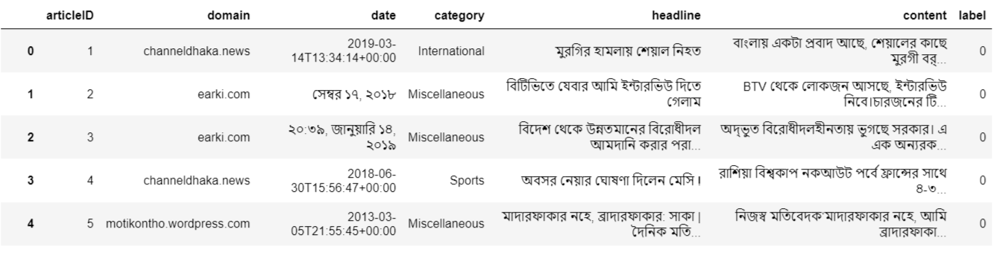 articleID domain date category headline content label
0 1 channeldhaka.news 2019-03-14T13:34:14+00:00 International মুরগির হামলায় শেয়াল নিহত বাংলায় একটা প্রবাদ আছে, শেয়ালের কাছে মুরগী বর্... 0
1 2 earki.com সেম্বর ১৭, ২০১৮ Miscellaneous বিটিভিতে যেবার আমি ইন্টারভিউ দিতে গেলাম BTV থেকে লোকজন আসছে, ইন্টারভিউ নিবে।চারজনের টি... 0
2 3 earki.com ২০:৩৯, জানুয়ারি ১৪, ২০১৯ Miscellaneous বিদেশ থেকে উন্নতমানের বিরোধীদল আমদানি করার পরা... অদ্ভুত বিরোধীদলহীনতায় ভুগছে সরকার। এ এক অন্যরক... 0
3 4 channeldhaka.news 2018-06-30T15:56:47+00:00 Sports অবসর নেয়ার ঘোষণা দিলেন মেসি ! রাশিয়া বিশ্বকাপ নকআউট পর্বে ফ্রান্সের সাথে ৪-৩... 0
4 5 motikontho.wordpress.com 2013-03-05T21:55:45+00:00 Miscellaneous মাদারফাকার নহে, ব্রাদারফাকার: সাকা | দৈনিক মতি... নিজস্ব মতিবেদক‘মাদারফাকার নহে, আমি ব্রাদারফাকা... 0